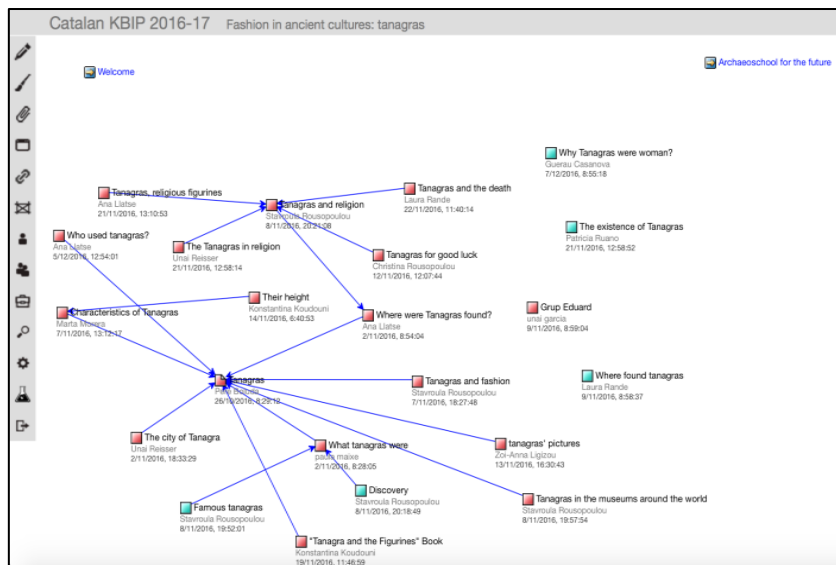 Catalan KBIP 2016-17 Fashion in ancient cultures: tanagras
Welcome
Archaeoschool for the future
Why Tanagras were woman?
Guerau Casanova
7/12/2016, 8:55:18
Tanagras, religious figurines
Ana Liatse
21/11/2016, 13:10:53
Tanagras and the death
Laura Rande
22/11/2016, 11:40:14
Tanagras and religion
Stavroula Rousopoulou
8/11/2016, 20:21:08
The existence of Tanagras
Patricia Ruano
21/11/2016, 12:58:52
Who used tanagras?
Ana Liatse
5/12/2016, 12:54:01
The Tanagras in religion
Unai Reisser
21/11/2016, 12:58:14
Tanagras for good luck
Christina Rousopoulou
12/11/2016, 12:07:44
Their height
Konstantina Koudouni
14/11/2016, 6:40:53
Characteristics of Tanagras
Marta
7/11/2016, 13:12:17
Where were Tanagras found?
Ana Liatse
2/11/2016, 8:54:04
Grup Eduard
unai garcia
9/11/2016, 8:59:04
Where found tanagras
Laura Rande
9/11/2016, 8:58:37
Tanagras
26/10/2016, 8:29:12
Tanagras and fashion
Stavroula Rousopoulou
7/11/2016, 18:27:48
The city of Tanagra
Unai Reisser
2/11/2016, 18:33:29
What tanagras were
paula maixe
2/11/2016, 8:28:05
tanagras' pictures
Zoi-Anna Ligizou
13/11/2016, 16:30:43
Discovery
Stavroula Rousopoulou
8/11/2016, 20:18:49
Famous tanagras
Stavroula Rousopoulou
8/11/2016, 19:52:01
Tanagras in the museums around the world
Stavroula Rousopoulou
8/11/2016, 19:57:54
"Tanagra and the Figurines" Book
Konstantina Koudouni
19/11/2016, 11:46:59